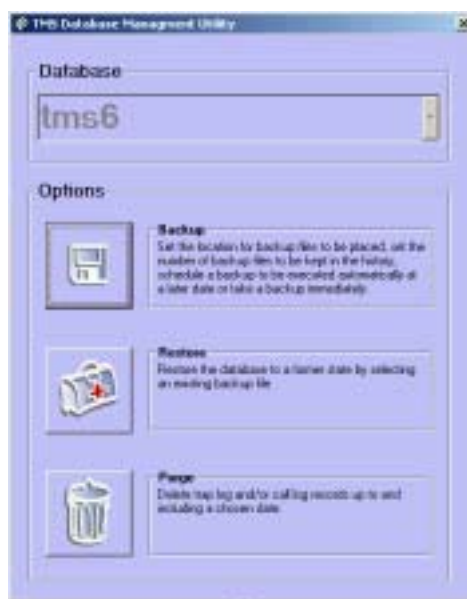 TMS Database Managment Utility
Database
tms6
Options
Backup
Set the location for backup files to be placed, set the
number of backup files to be kept in the history,
schedule a backup to be executed automatically at
a later date or take a backup immediately
Restore
Restore the database to a former state by selecting
an existing backup file
Purge
Delete trap log and/or call log records up to and
including a chosen date